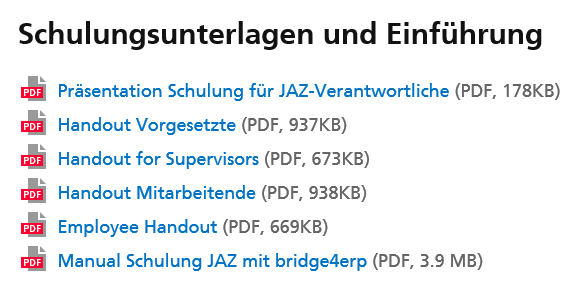 Schulungsunterlagen und Einführung
PDF Präsentation Schulung für JAZ-Verantwortliche (PDF, 178KB)
PDF Handout Vorgesetzte (PDF, 937KB)
PDF Handout for Supervisors (PDF, 673KB)
PDF Handout Mitarbeitende (PDF, 938KB)
PDF Employee Handout (PDF, 669KB)
PDF Manual Schulung JAZ mit bridge4erp (PDF, 3.9 MB)